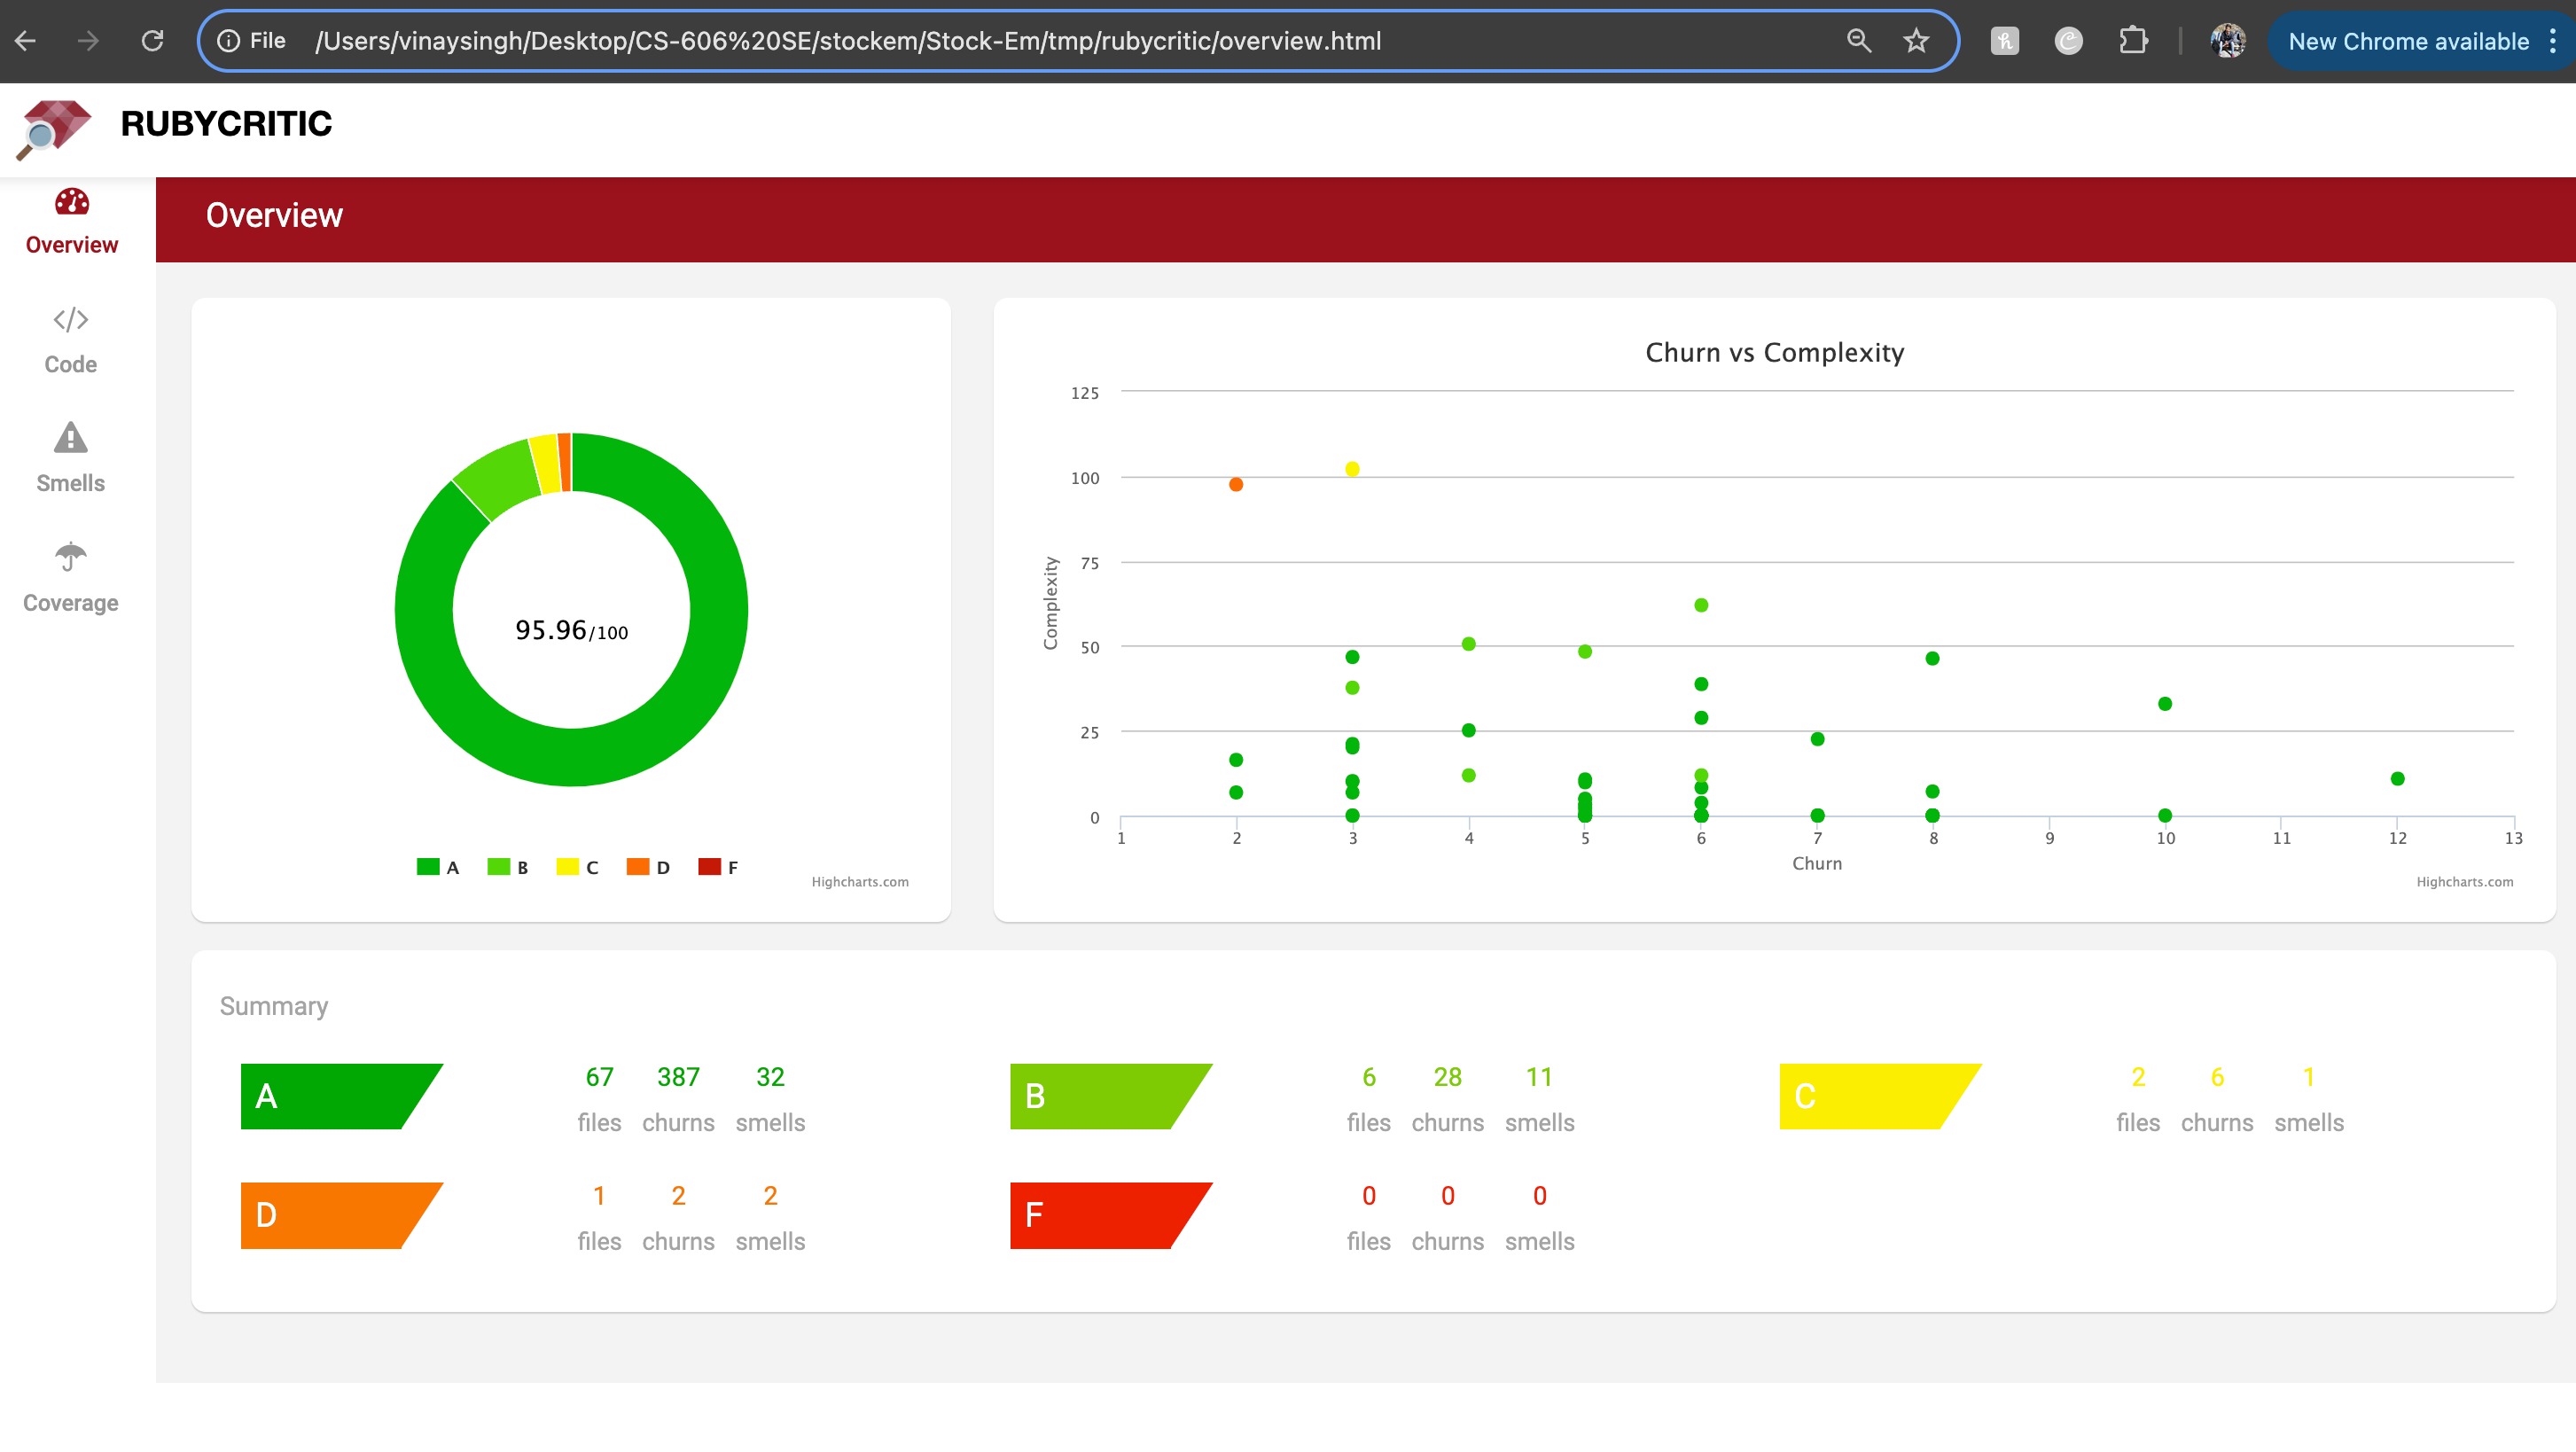 File /Users/vinaysingh/Desktop/CS-606%20SE/stockem/Stock-Em/tmp/rubycritic/overview.html
New Chrome available
RUBYCRITIC
Overview
Code
Smells
Coverage
Overview
95.96/100
A B C D F
Highcharts.com
Churn vs Complexity
Complexity
125
100
75
50
25
0
1 2 3 4 5 6 7 8 9 10 11 12 13
Churn
Highcharts.com
Summary
A
67 387 32
files churns smells
B
6 28 11
files churns smells
C
2 6 1
files churns smells
D
1 2 2
files churns smells
F
0 0 0
files churns smells